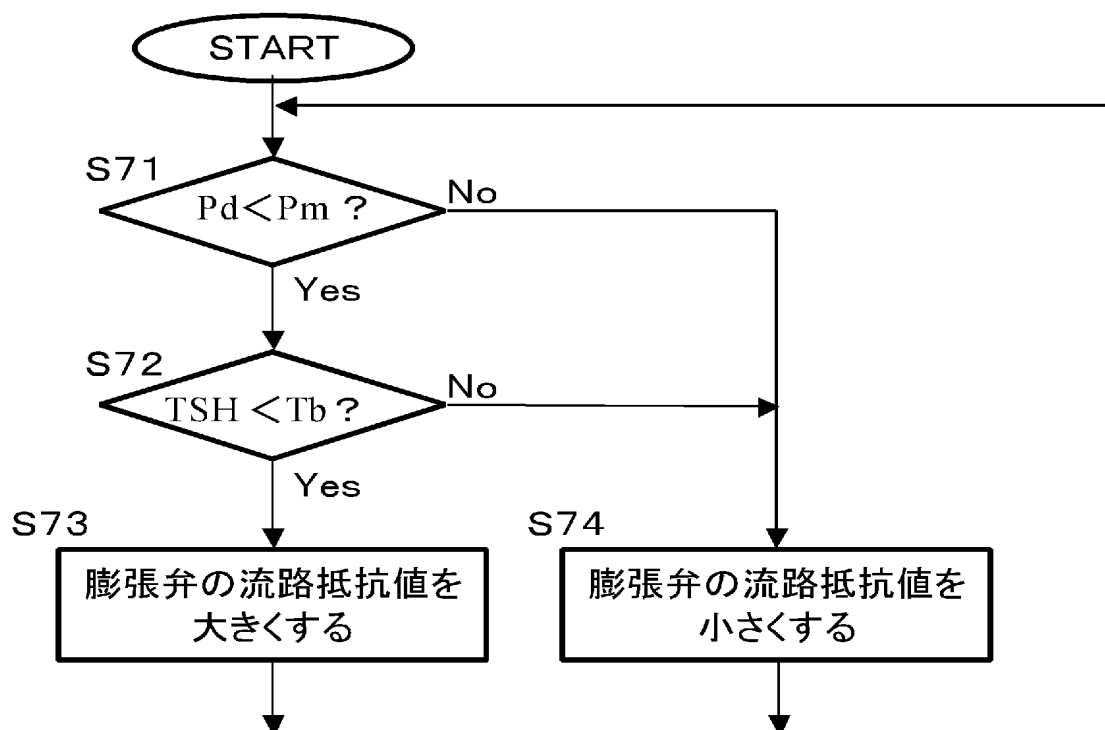 START
S71
Pd＜Pm？
No
Yes
S72
TSH＜Tb？
No
Yes
S73
膨張弁の流路抵抗値を
大きくする
S74
膨張弁の流路抵抗値を
小さくする